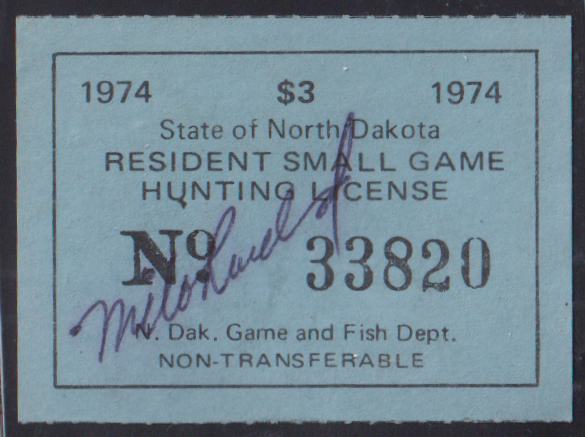 1974 $3 1974
State of North Dakota
RESIDENT SMALL GAME
HUNTING LICENSE
No 33820
N. Dak. Game and Fish Dept.
NON-TRANSFERABLE